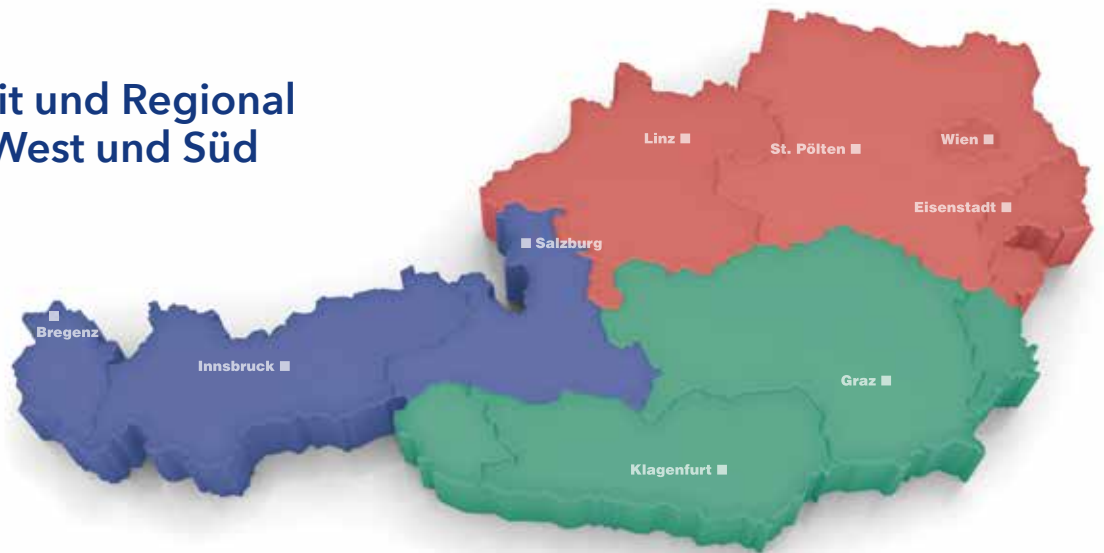 it und Regional
West und Süd
Linz
St. Pölten
Wien
Eisenstadt
Salzburg
Bregenz
Innsbruck
Graz
Klagenfurt